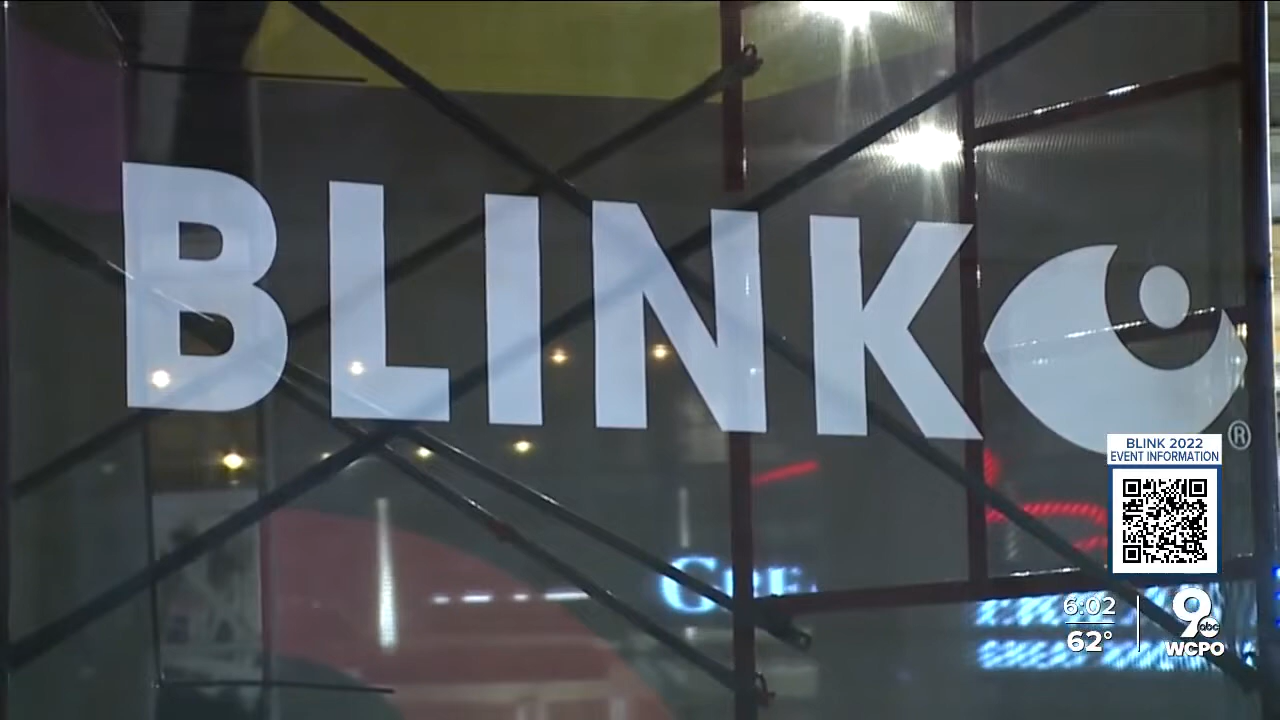 BLINK
®
BLINK 2022
EVENT INFORMATION
6:02
62°
9
abc
WCPO